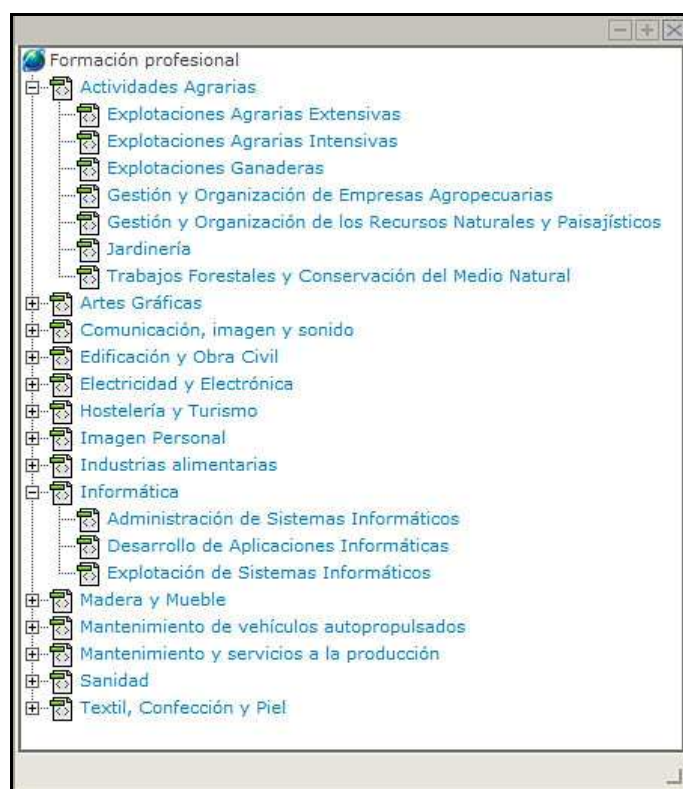 Formación profesional
Actividades Agrarias
Explotaciones Agrarias Extensivas
Explotaciones Agrarias Intensivas
Explotaciones Ganaderas
Gestión y Organización de Empresas Agropecuarias
Gestión y Organización de los Recursos Naturales y Paisajísticos
Jardinería
Trabajos Forestales y Conservación del Medio Natural
Artes Gráficas
Comunicación, imagen y sonido
Edificación y Obra Civil
Electricidad y Electrónica
Hostelería y Turismo
Imagen Personal
Industrias alimentarias
Informática
Administración de Sistemas Informáticos
Desarrollo de Aplicaciones Informáticas
Explotación de Sistemas Informáticos
Madera y Mueble
Mantenimiento de vehículos autopropulsados
Mantenimiento y servicios a la producción
Sanidad
Textil, Confección y Piel